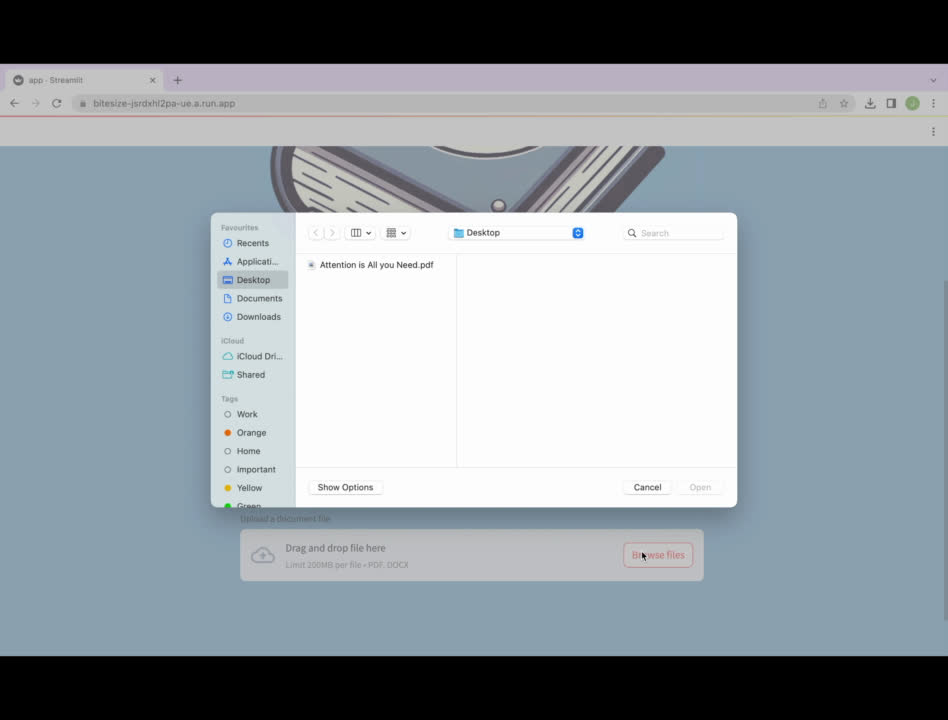 app · Streamlit
bitesize-jsrdxhl2pa-ue.a.run.app
J
Favourites
Recents
Applicati...
Desktop
Documents
Downloads
iCloud
iCloud Dri...
Shared
Tags
Work
Orange
Home
Important
Yellow
Green
Desktop
Search
Attention is All you Need.pdf
Show Options
Cancel
Open
Upload a document file
Drag and drop file here
Limit 200MB per file • PDF, DOCX
Browse files